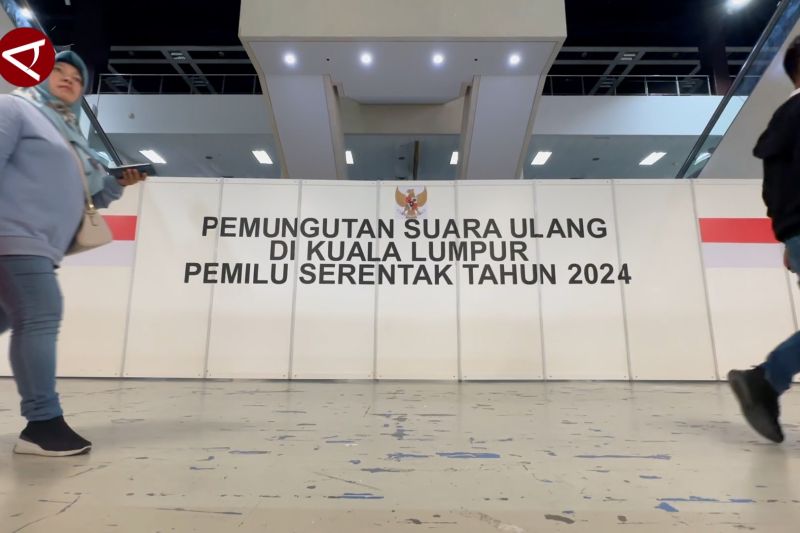 PEMUNGUTAN SUARA ULANG
DI KUALA LUMPUR
PEMILU SERENTAK TAHUN 2024